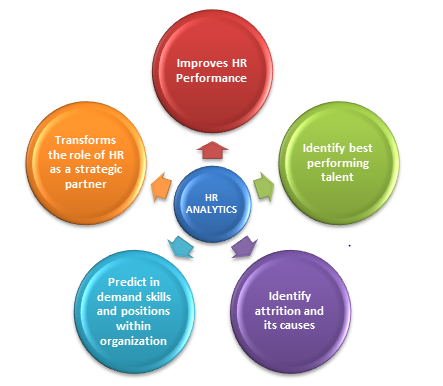 Improves HR
Performance
Transforms
the role of HR
as a strategic
partner
Identify best
performing
talent
HR
ANALYTICS
Predict in
demand skills
and positions
within
organization
Identify
attrition and
its causes